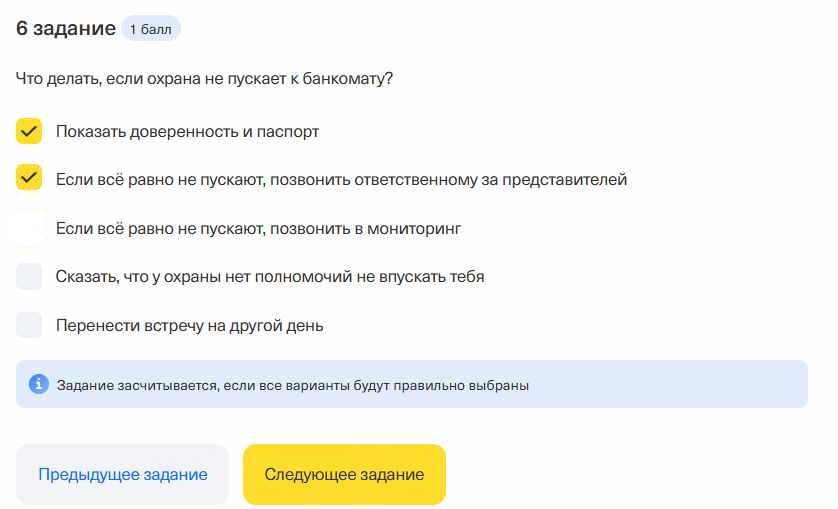 6 задание 1 балл
Что делать, если охрана не пускает к банкомату?
Показать доверенность и паспорт
Если всё равно не пускают, позвонить ответственному за представителей
Если всё равно не пускают, позвонить в мониторинг
Сказать, что у охраны нет полномочий не впускать тебя
Перенести встречу на другой день
Задание засчитывается, если все варианты будут правильно выбраны
Предыдущее задание Следующее задание